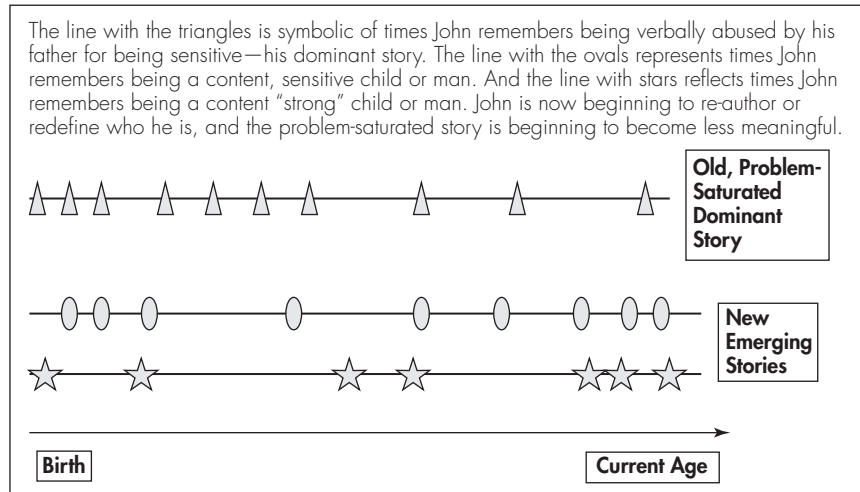 The line with the triangles is symbolic of times John remembers being verbally abused by his
father for being sensitive—his dominant story. The line with the ovals represents times John
remembers being a content, sensitive child or man. And the line with stars reflects times John
remembers being a content “strong” child or man. John is now beginning to re-author or
redefine who he is, and the problem-saturated story is beginning to become less meaningful.
Old, Problem-
Saturated
Dominant
Story
New
Emerging
Stories
Birth
Current Age